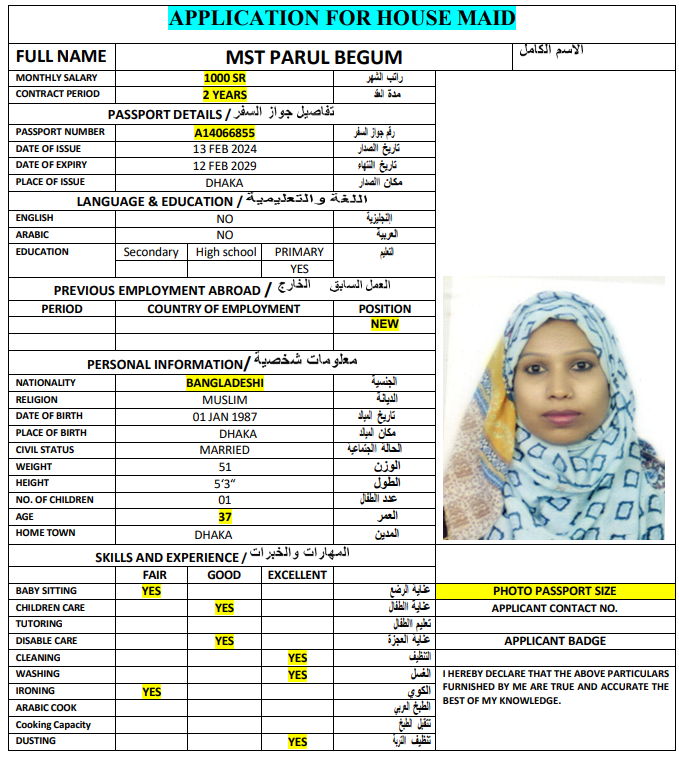 APPLICATION FOR HOUSE MAID
FULL NAME MST PARUL BEGUM الاسم الكامل
MONTHLY SALARY 1000 SR راتب الشهر
CONTRACT PERIOD 2 YEARS مدة العقد
PASSPORT DETAILS / تفاصيل جواز السفر
PASSPORT NUMBER A14066855 رقم جواز السفر
DATE OF ISSUE 13 FEB 2024 تاريخ الصدار
DATE OF EXPIRY 12 FEB 2029 تاريخ النتهاء
PLACE OF ISSUE DHAKA مكان الصدار
LANGUAGE & EDUCATION / اللغة والتعليمية
ENGLISH NO النجليزية
ARABIC NO العربية
EDUCATION Secondary High school PRIMARY التعليم
YES
PREVIOUS EMPLOYMENT ABROAD / العمل السابق الخارج
PERIOD COUNTRY OF EMPLOYMENT POSITION
NEW
PERSONAL INFORMATION/ معلومات شخصية
NATIONALITY BANGLADESHI الجنسية
RELIGION MUSLIM الديانة
DATE OF BIRTH 01 JAN 1987 تاريخ الميلاد
PLACE OF BIRTH DHAKA مكان الميلاد
CIVIL STATUS MARRIED الحالة الجتماعية
WEIGHT 51 الوزن
HEIGHT 5’3“ الطول
NO. OF CHILDREN 01 عدد الطفال
AGE 37 العمر
HOME TOWN DHAKA المدين
SKILLS AND EXPERIENCE / المهارات والخبرات
FAIR GOOD EXCELLENT
BABY SITTING YES عناية الرضع
CHILDREN CARE YES عناية الطفال
TUTORING تعليم الطفال
DISABLE CARE YES عناية العجزة
CLEANING YES التنظيف
WASHING YES الغسل
IRONING YES الكوي
ARABIC COOK الطبخ العربي
Cooking Capacity تتقبل الطبخ
DUSTING YES تنظيف التربة
PHOTO PASSPORT SIZE
APPLICANT CONTACT NO.
APPLICANT BADGE
I HEREBY DECLARE THAT THE ABOVE PARTICULARS
FURNISHED BY ME ARE TRUE AND ACCURATE THE
BEST OF MY KNOWLEDGE.